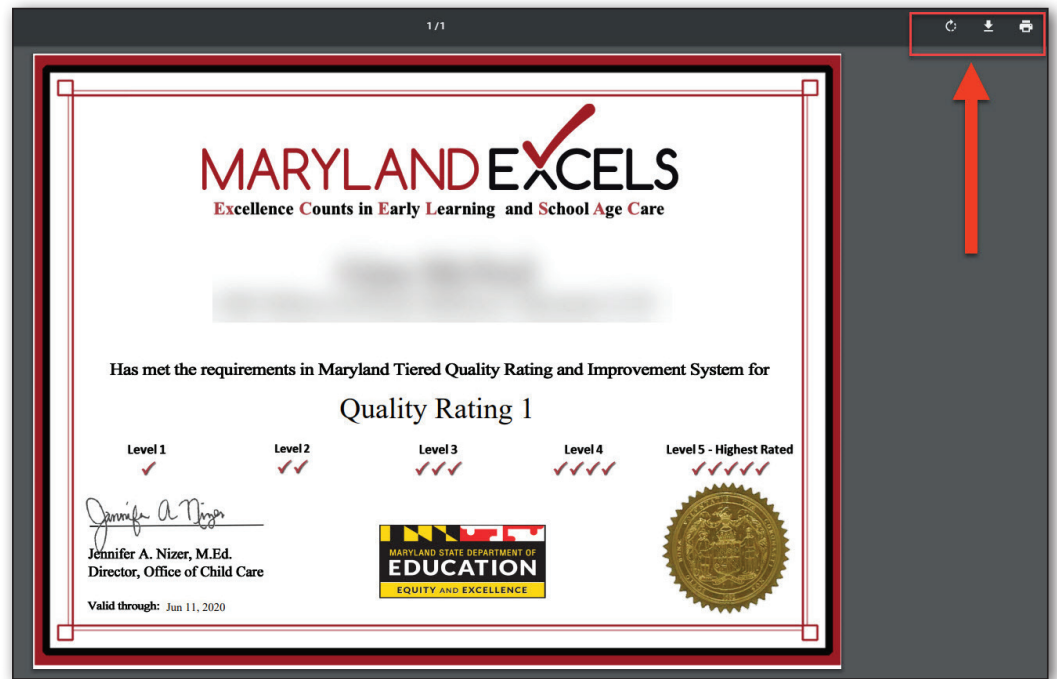 1/1
MARYLAND EXCELS
Excellence Counts in Early Learning and School Age Care
Has met the requirements in Maryland Tiered Quality Rating and Improvement System for
Quality Rating 1
Level 1 Level 2 Level 3 Level 4 Level 5 - Highest Rated
Jennifer A Nizer
Jennifer A. Nizer, M.Ed.
Director, Office of Child Care
Valid through: Jun 11, 2020
MARYLAND STATE DEPARTMENT OF
EDUCATION
EQUITY AND EXCELLENCE